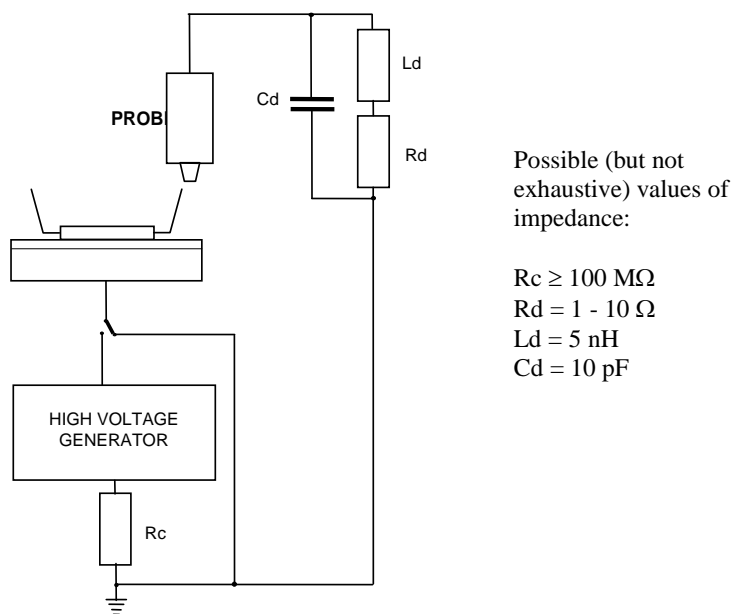 PROBE
Cd
Ld
Rd
Possible (but not
exhaustive) values of
impedance:
Rc ≥ 100 MΩ
Rd = 1 - 10 Ω
Ld = 5 nH
Cd = 10 pF
HIGH VOLTAGE
GENERATOR
Rc